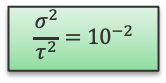 σ²/τ² = 10⁻²